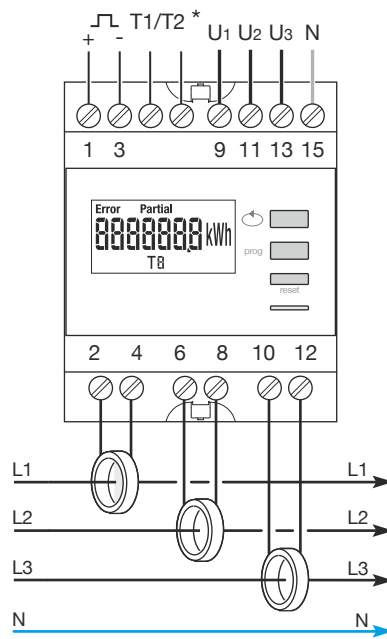 + - T1/T2 * U1 U2 U3 N
1 3 9 11 13 15
Error Partial
8888888 kWh
T8
prog
reset
2 4 6 8 10 12
L1 L1
L2 L2
L3 L3
N N